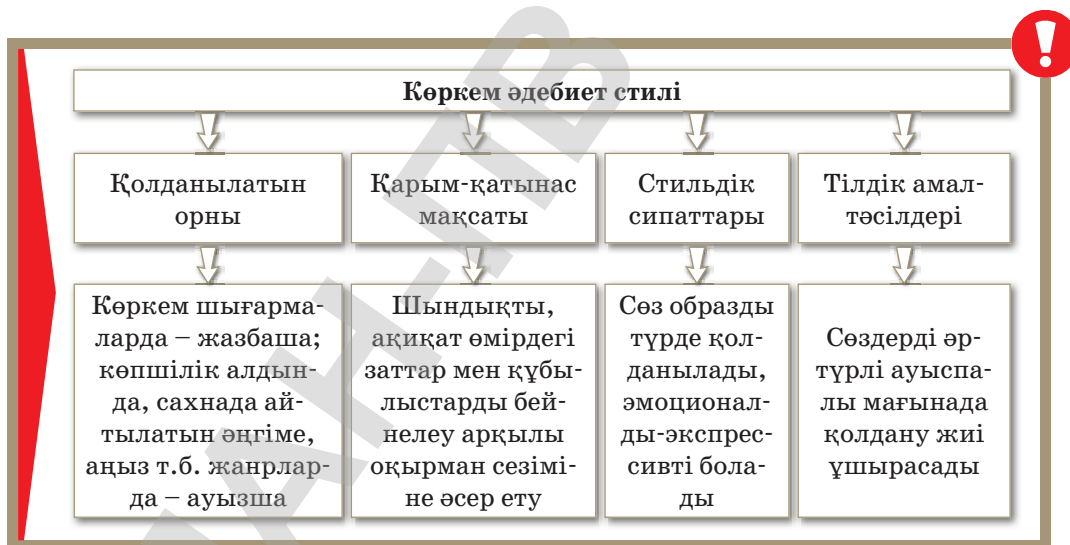 Көркем әдебиет стилі
Қолданылатын
орны
Қарым-қатынас
мақсаты
Стильдік
сипаттары
Тілдік амал-
тәсілдері
Көркем шығарма-
ларда – жазбаша;
көпшілік алдын-
да, сахнада ай-
тылатын әңгіме,
аңыз т.б. жанрлар-
да – ауызша
Шындықты,
ақиқат өмірдегі
заттар мен құбы-
лыстарды бей-
нелеу арқылы
оқырман сезімі-
не әсер ету
Сөз образды
түрде қол-
данылады,
эмоционал-
ды-экспрес-
сивті бола-
ды
Сөздерді әр-
түрлі ауыспа-
лы мағынада
қолдану жиі
ұшырасады